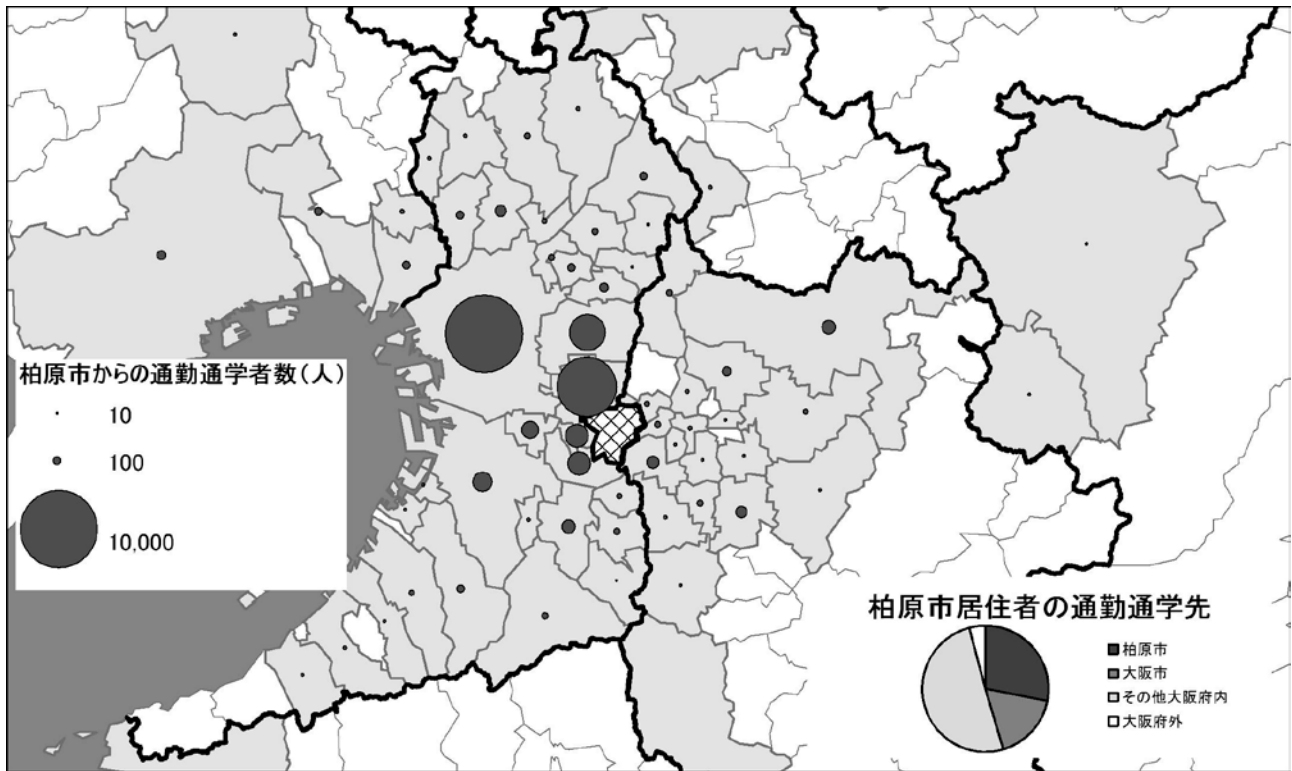 柏原市からの通勤通学者数(人)
10
100
10,000
柏原市居住者の通勤通学先
柏原市
大阪市
その他大阪府内
大阪府外